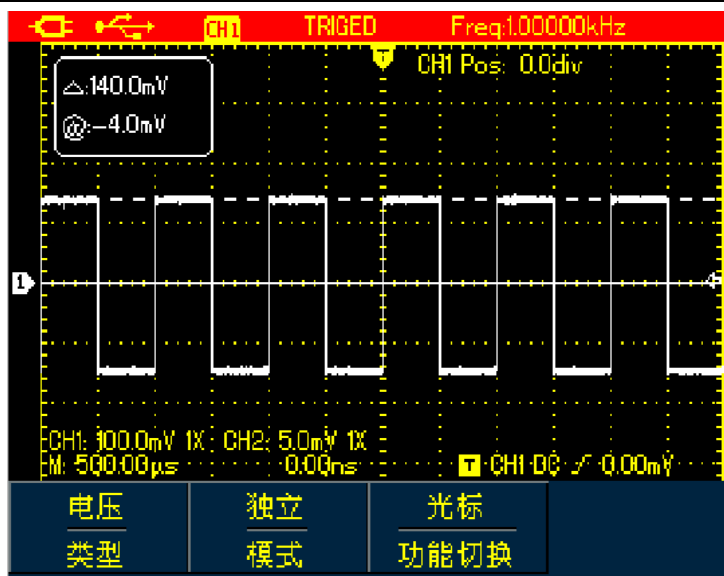 CH1 TRIGED Freq:1.00000kHz
T CH1 Pos: 0.0div
△:140.0mV
@:-4.0mV
1
CH1: 100.0mV 1X CH2: 5.0mV 1X
M: 500.00μs 0.00ns T CH1 DC 0.00mV
电压 独立 光标
类型 模式 功能切换